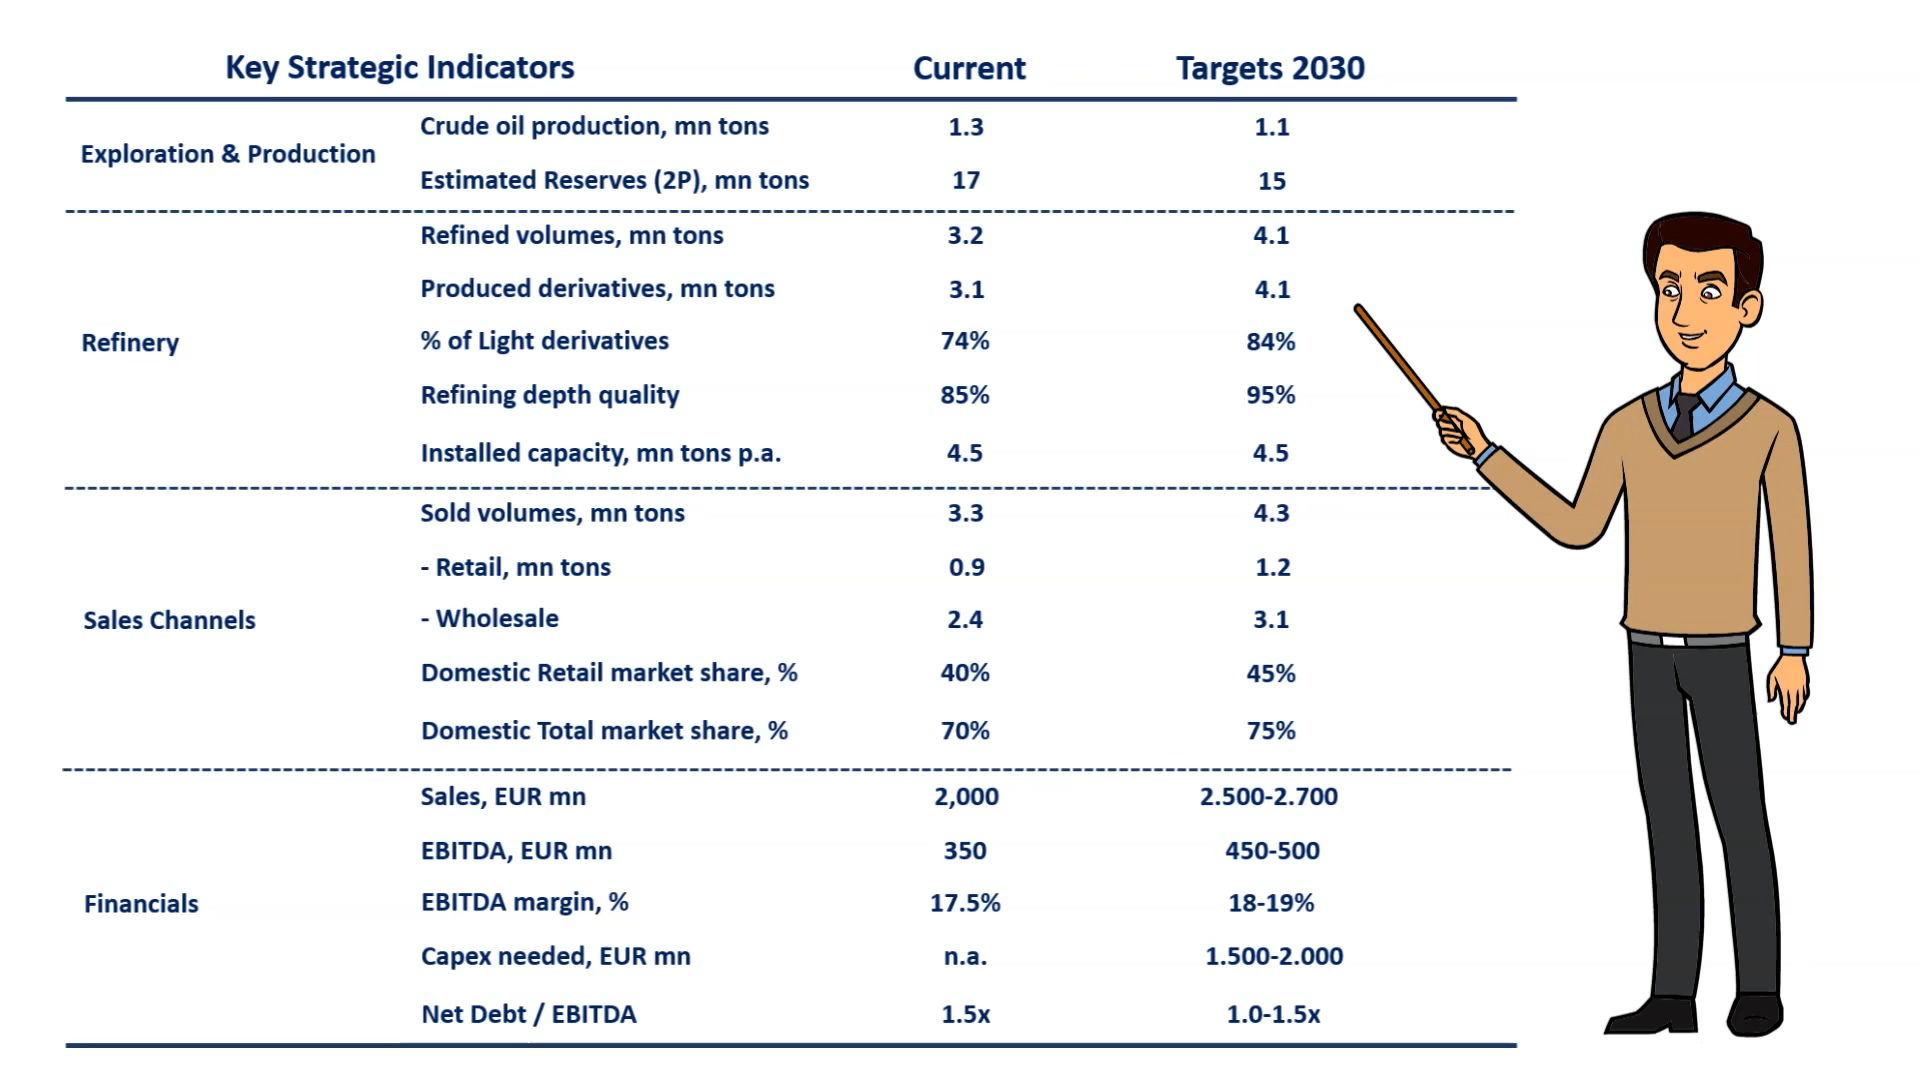 Key Strategic Indicators Current Targets 2030
Exploration & Production
Crude oil production, mn tons 1.3 1.1
Estimated Reserves (2P), mn tons 17 15
Refinery
Refined volumes, mn tons 3.2 4.1
Produced derivatives, mn tons 3.1 4.1
% of Light derivatives 74% 84%
Refining depth quality 85% 95%
Installed capacity, mn tons p.a. 4.5 4.5
Sales Channels
Sold volumes, mn tons 3.3 4.3
- Retail, mn tons 0.9 1.2
- Wholesale 2.4 3.1
Domestic Retail market share, % 40% 45%
Domestic Total market share, % 70% 75%
Financials
Sales, EUR mn 2,000 2.500-2.700
EBITDA, EUR mn 350 450-500
EBITDA margin, % 17.5% 18-19%
Capex needed, EUR mn n.a. 1.500-2.000
Net Debt / EBITDA 1.5x 1.0-1.5x